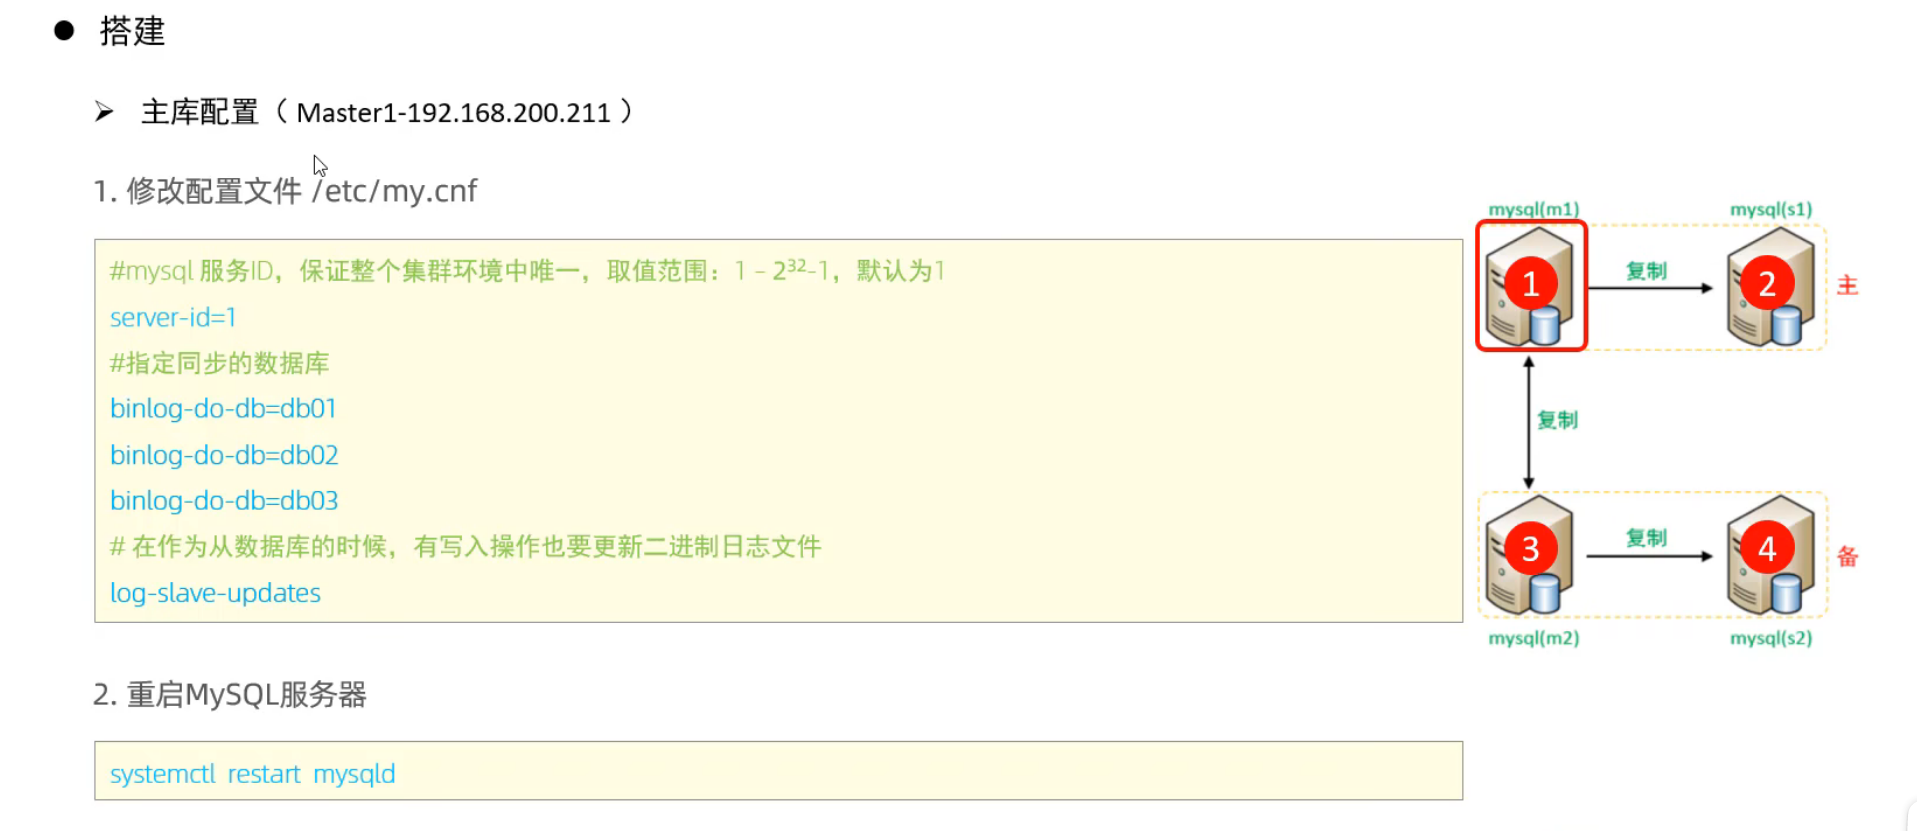 搭建
主库配置（ Master1-192.168.200.211 ）
1. 修改配置文件 /etc/my.cnf
#mysql 服务ID，保证整个集群环境中唯一，取值范围：1 – 2³²-1，默认为1
server-id=1
#指定同步的数据库
binlog-do-db=db01
binlog-do-db=db02
binlog-do-db=db03
# 在作为从数据库的时候，有写入操作也要更新二进制日志文件
log-slave-updates
2. 重启MySQL服务器
systemctl restart mysqld
mysql(m1)
mysql(s1)
1
复制
2
主
复制
3
复制
4
备
mysql(m2)
mysql(s2)